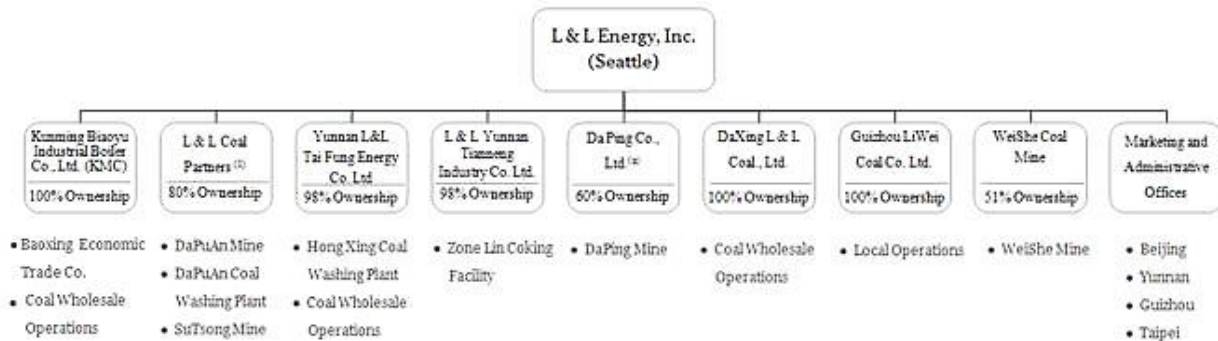 L & L Energy, Inc.
(Seattle)
Kunming Biaoyu
Industrial Boiler
Co., Ltd. (KMC)
100% Ownership
L & L Coal
Partners (1)
80% Ownership
Yunnan L&L
Tai Fung Energy
Co. Ltd
98% Ownership
L & L Yunnan
Tianneng
Industry Co. Ltd.
98% Ownership
DaPing Co.,
Ltd
60% Ownership
DaXing L & L
Coal., Ltd.
100% Ownership
Guizhou LiWei
Coal Co. Ltd.
100% Ownership
WeiShe Coal
Mine
51% Ownership
Marketing and
Administrative
Offices
• Baoxing Economic
Trade Co.
• Coal Wholesale
Operations
• DaPuAn Mine
• DaPuAn Coal
Washing Plant
• SuTsong Mine
• Hong Xing Coal
Washing Plant
• Coal Wholesale
Operations
• Zone Lin Coking
Facility
• DaPing Mine
• Coal Wholesale
Operations
• Local Operations
• WeiShe Mine
• Beijing
• Yunnan
• Guizhou
• Taipei